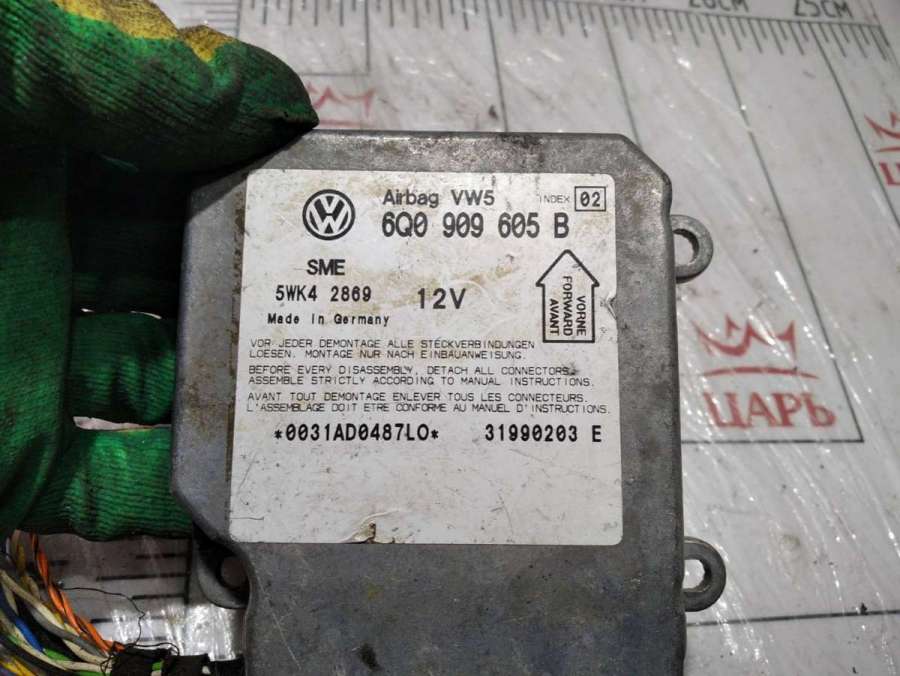 26CM 25CM
Airbag VW5 INDEX 02
6Q0 909 605 B
SME
5WK4 2869 12V
Made in Germany
VORNE
FORWARD
AVANT
VOR JEDER DEMONTAGE ALLE STECKVERBINDUNGEN
LOESEN. MONTAGE NUR NACH EINBAUANWEISUNG.
BEFORE EVERY DISASSEMBLY, DETACH ALL CONNECTORS.
ASSEMBLE STRICTLY ACCORDING TO MANUAL INSTRUCTIONS.
AVANT TOUT DEMONTAGE ENLEVER TOUS LES CONNECTEURS.
L'ASSEMBLAGE DOIT ETRE CONFORME AU MANUEL D'INSTRUCTIONS.
*0031AD0487LO* 31990203 E
ЦАРЬ